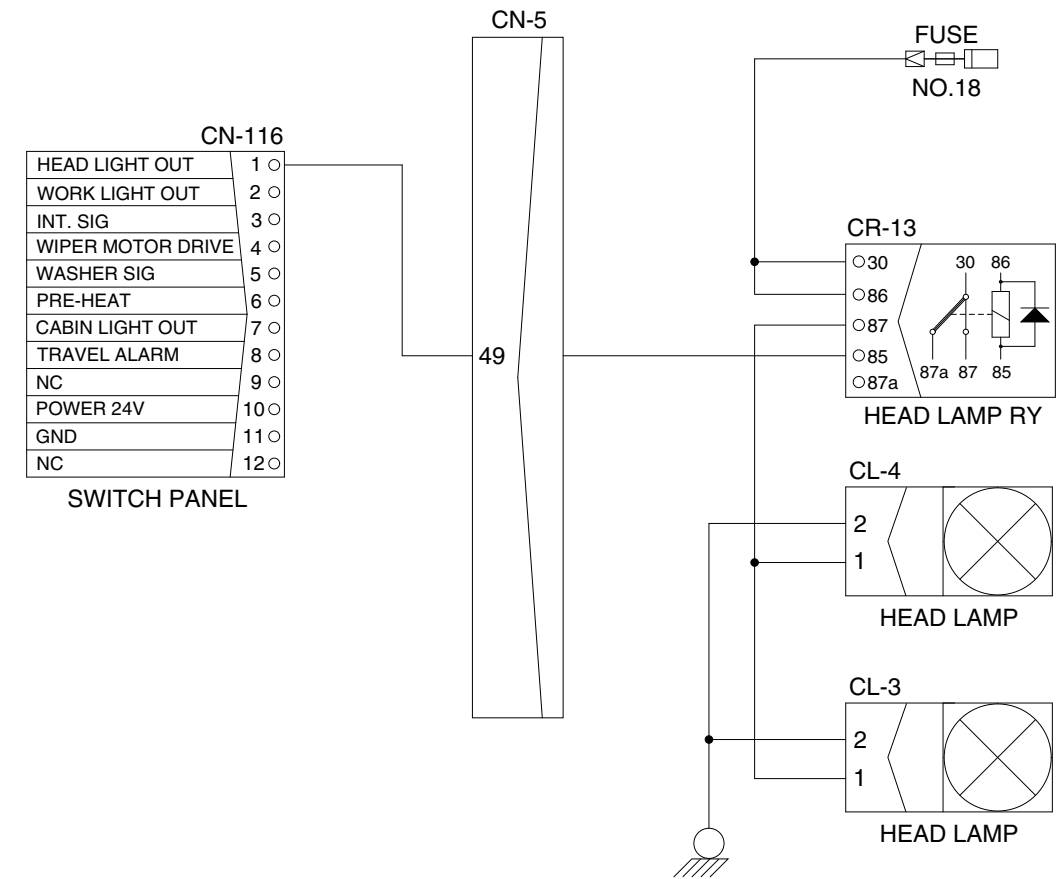 CN-5
FUSE
NO.18
CN-116
HEAD LIGHT OUT 1
WORK LIGHT OUT 2
INT. SIG 3
WIPER MOTOR DRIVE 4
WASHER SIG 5
PRE-HEAT 6
CABIN LIGHT OUT 7
TRAVEL ALARM 8
NC 9
POWER 24V 10
GND 11
NC 12
SWITCH PANEL
49
CR-13
30 30 86
86
87
85
87a 87a 87 85
HEAD LAMP RY
CL-4
2
1
HEAD LAMP
CL-3
2
1
HEAD LAMP